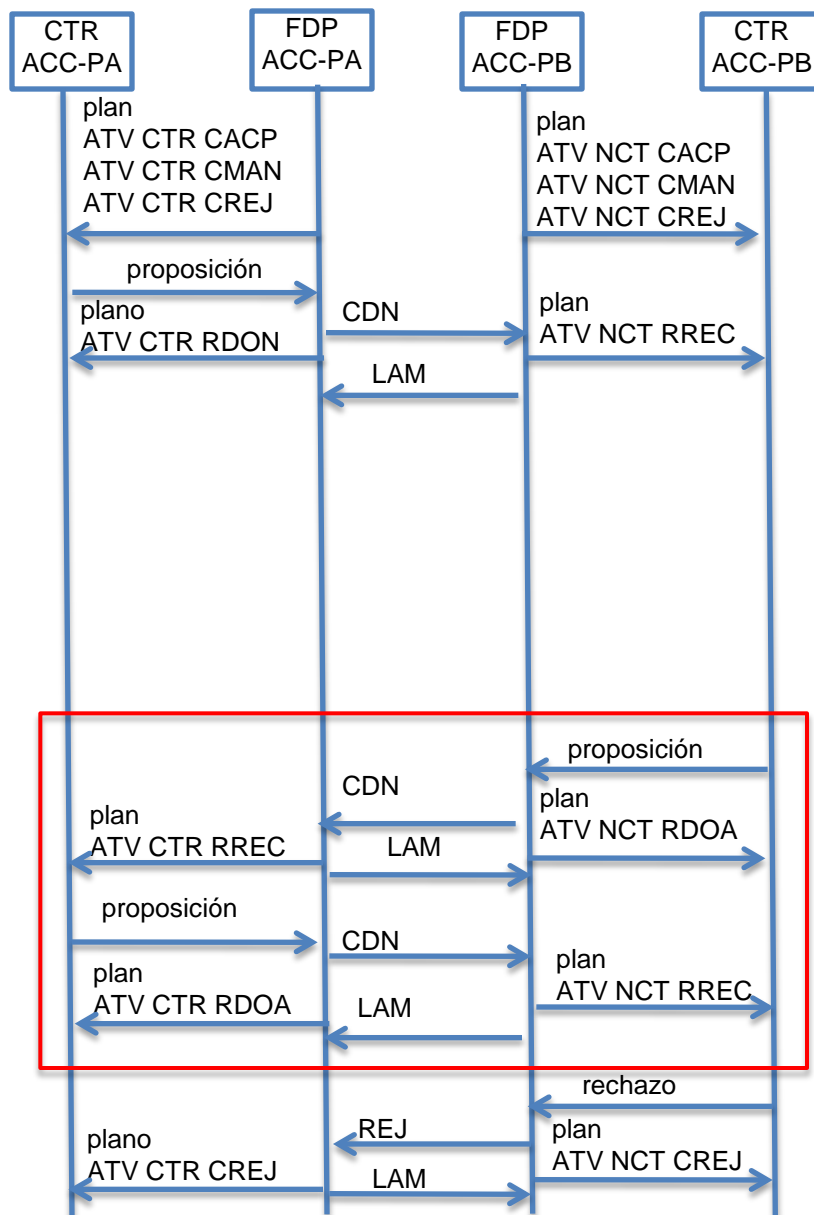 CTR
ACC-PA
FDP
ACC-PA
FDP
ACC-PB
CTR
ACC-PB
plan
ATV CTR CACP
ATV CTR CMAN
ATV CTR CREJ
plan
ATV NCT CACP
ATV NCT CMAN
ATV NCT CREJ
proposición
plano
ATV CTR RDON
CDN
plan
ATV NCT RREC
LAM
proposición
CDN
plan
ATV NCT RDOA
plan
ATV CTR RREC
LAM
proposición
CDN
plan
ATV NCT RREC
plan
ATV CTR RDOA
LAM
rechazo
REJ
plan
ATV NCT CREJ
plano
ATV CTR CREJ
LAM